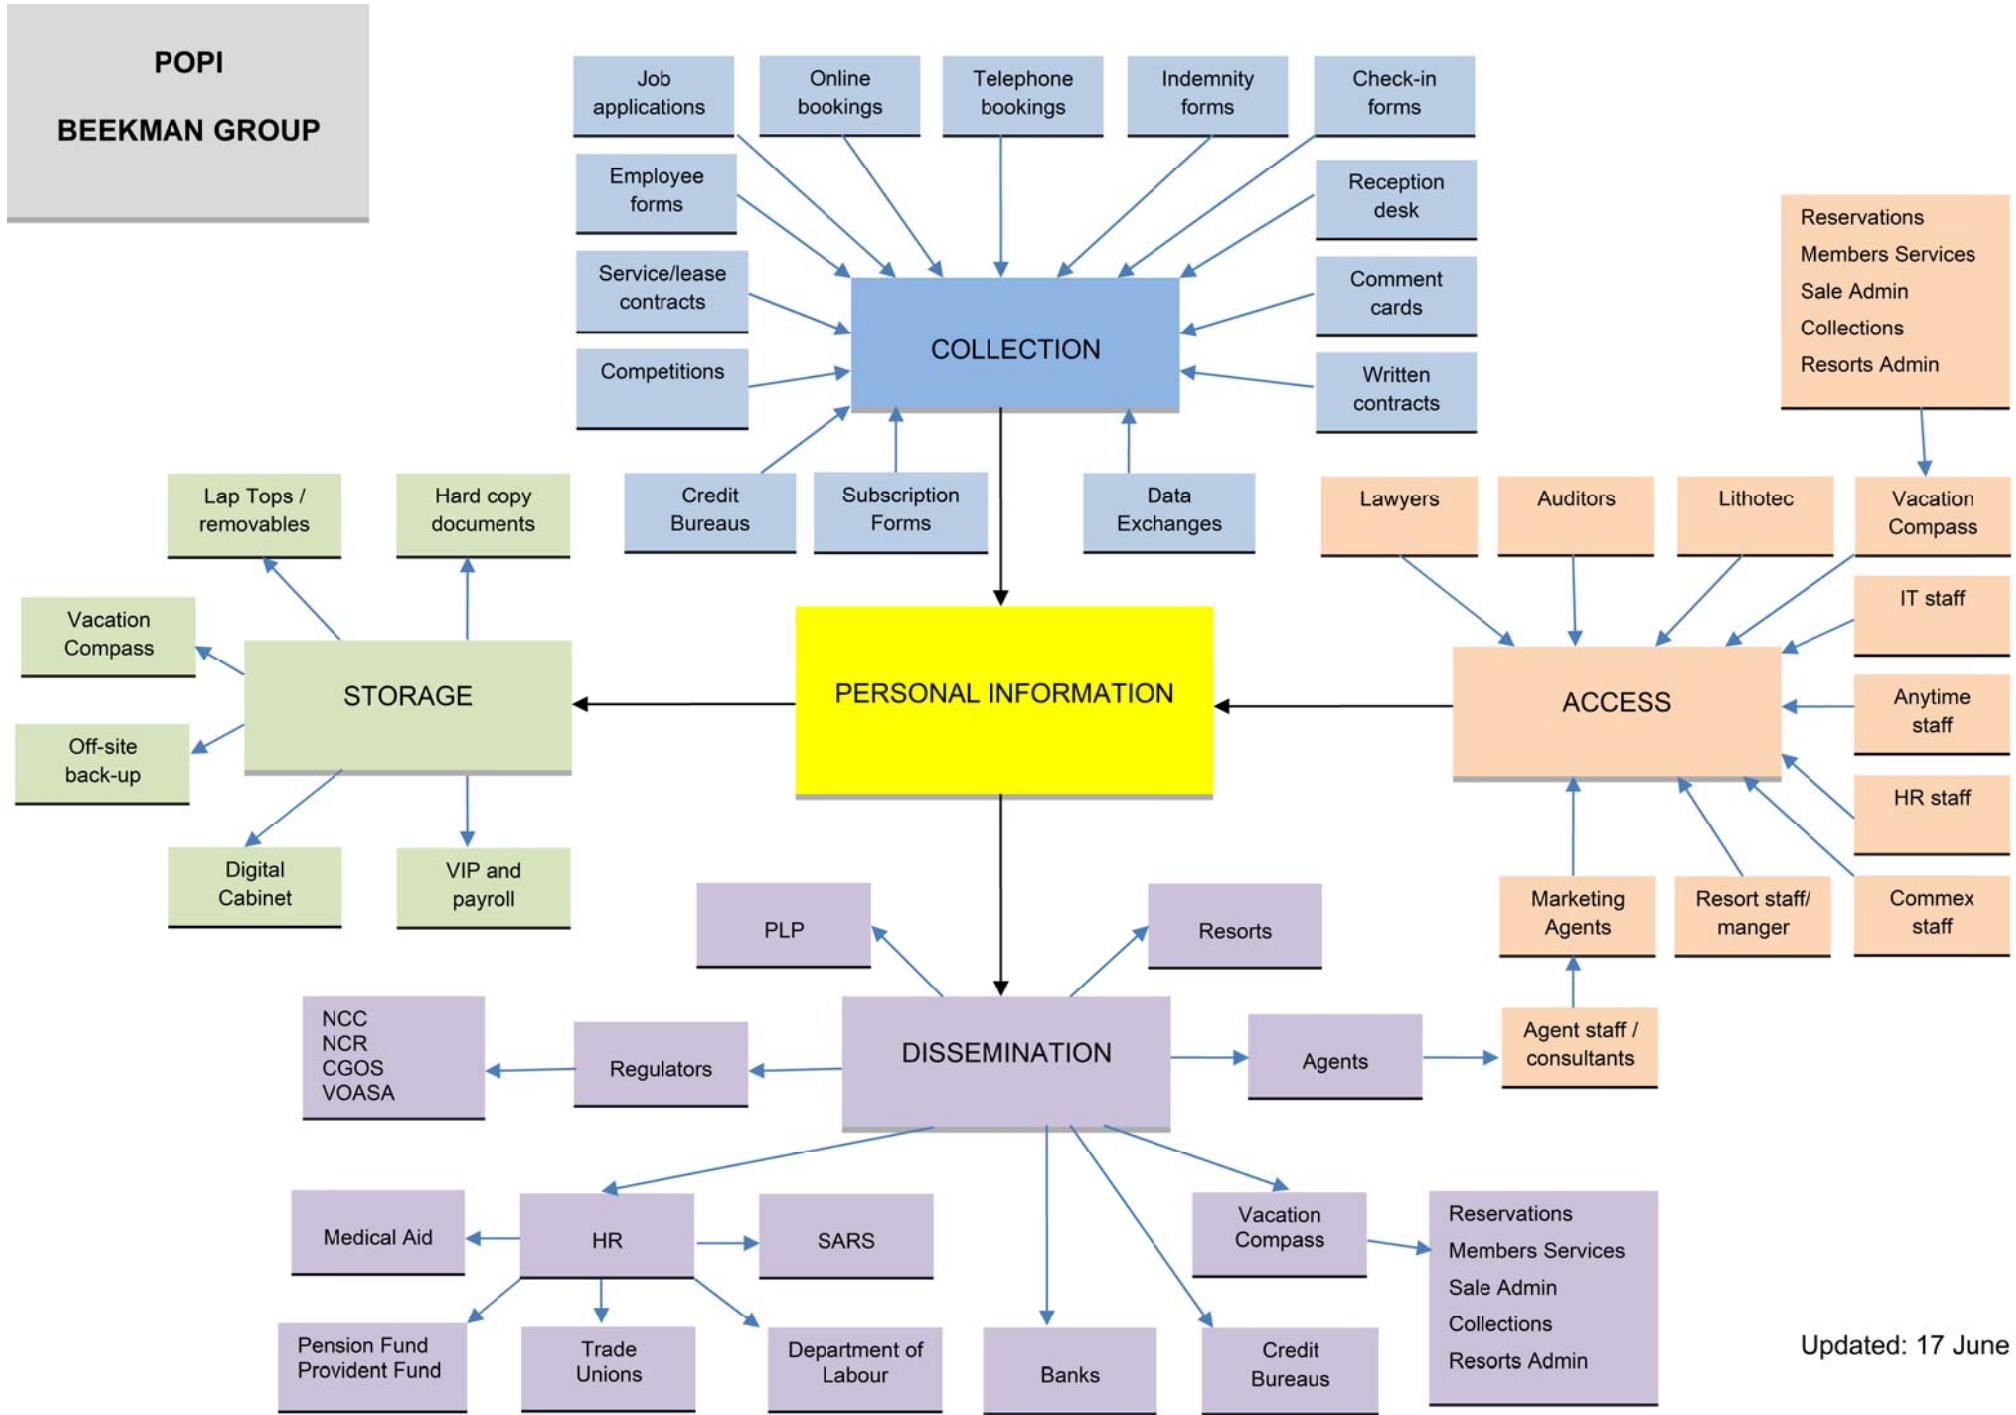 POPI
BEEKMAN GROUP
Job
applications
Online
bookings
Telephone
bookings
Indemnity
forms
Check-in
forms
Employee
forms
Reception
desk
Service/lease
contracts
Comment
cards
Competitions
Written
contracts
COLLECTION
Credit
Bureaus
Subscription
Forms
Data
Exchanges
Reservations
Members Services
Sale Admin
Collections
Resorts Admin
Lap Tops /
removables
Hard copy
documents
Vacation
Compass
STORAGE
Off-site
back-up
Digital
Cabinet
VIP and
payroll
PERSONAL INFORMATION
Lawyers
Auditors
Lithotec
Vacation
Compass
IT staff
ACCESS
Anytime
staff
HR staff
Marketing
Agents
Resort staff/
manger
Commex
staff
Agent staff /
consultants
PLP
Resorts
NCC
NCR
CGOS
VOASA
Regulators
DISSEMINATION
Agents
Medical Aid
HR
SARS
Pension Fund
Provident Fund
Trade
Unions
Department of
Labour
Banks
Credit
Bureaus
Vacation
Compass
Reservations
Members Services
Sale Admin
Collections
Resorts Admin
Updated: 17 June